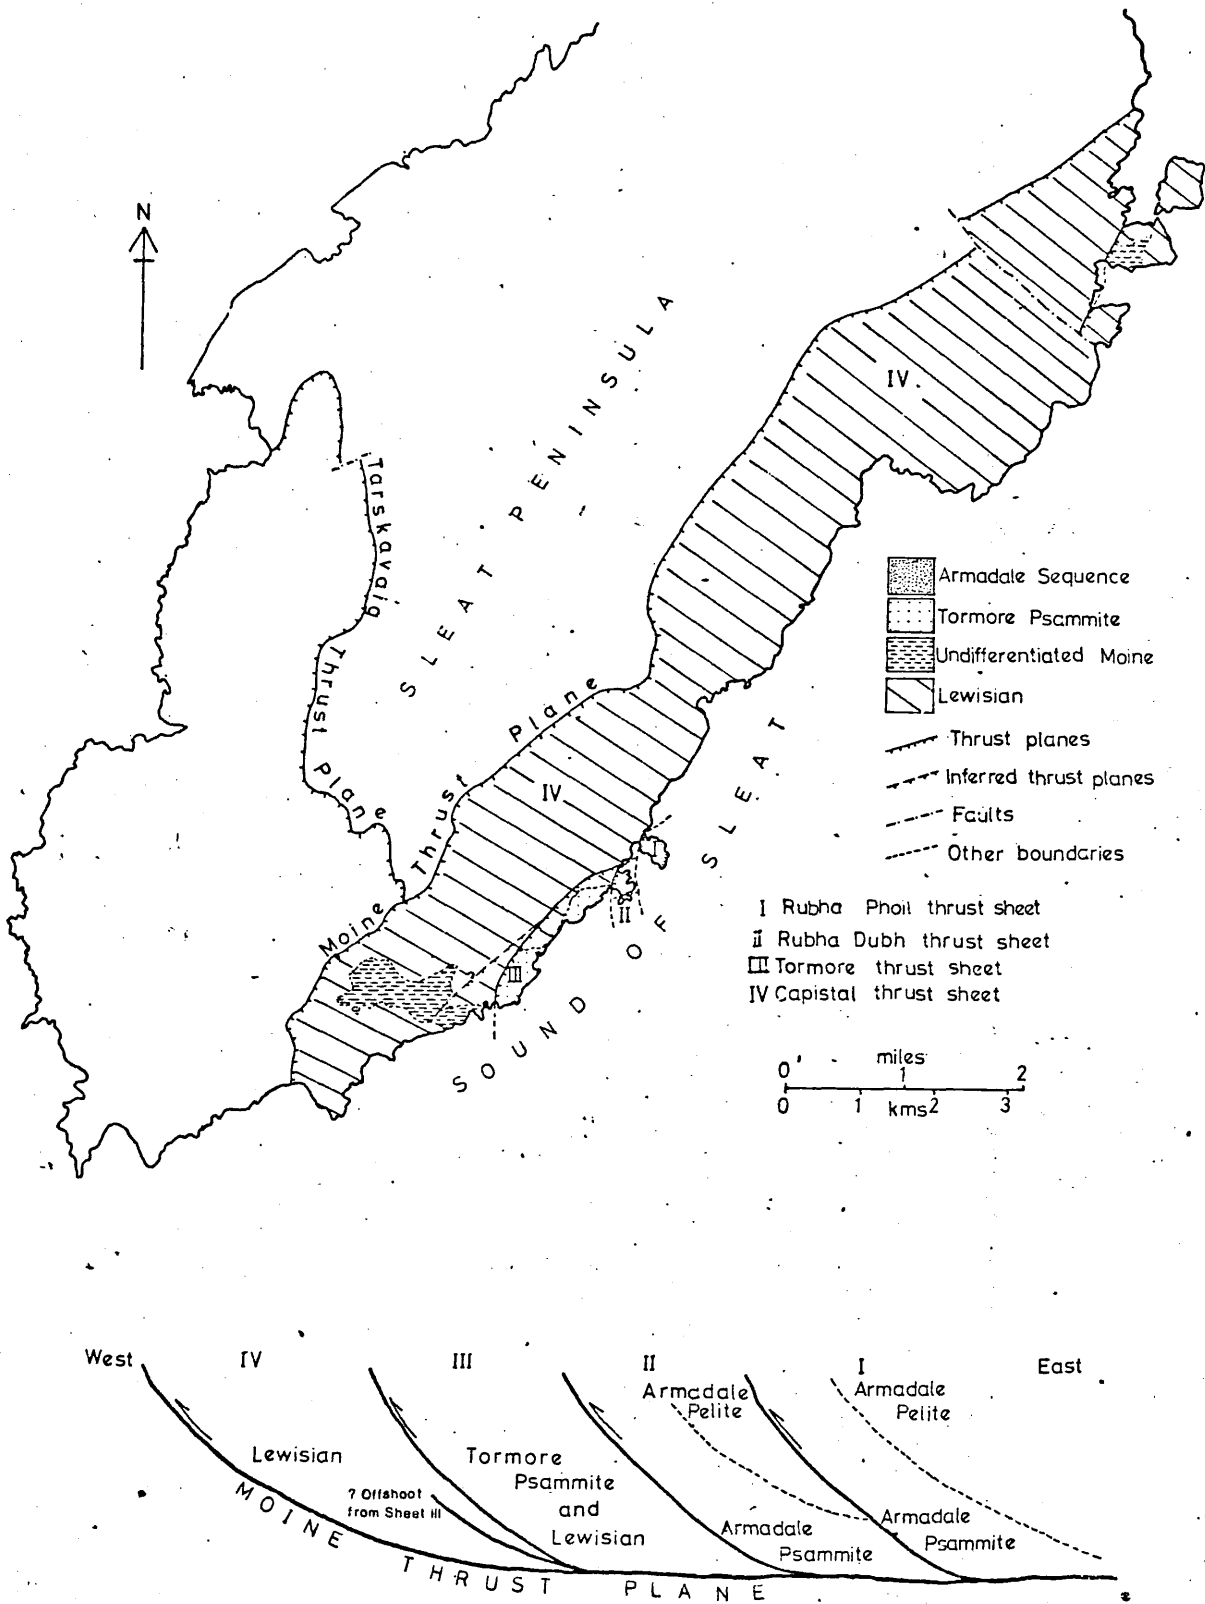 N
SLEAT PENINSULA
IV
Tarskavaig Thrust Plane
Moine Thrust Plane
IV
I
II
III
SOUND OF SLEAT
Armadale Sequence
Tormore Psammite
Undifferentiated Moine
Lewisian
Thrust planes
Inferred thrust planes
Faults
Other boundaries
I Rubha Phoil thrust sheet
II Rubha Dubh thrust sheet
III Tormore thrust sheet
IV Capistal thrust sheet
0 miles 1 2
0 1 kms 2 3
West IV III II I East
Armadale
Pelite
Armadale
Pelite
Lewisian
Tormore
Psammite
and
Lewisian
? Offshoot
from Sheet III
Armadale
Psammite
Armadale
Psammite
MOINE THRUST PLANE